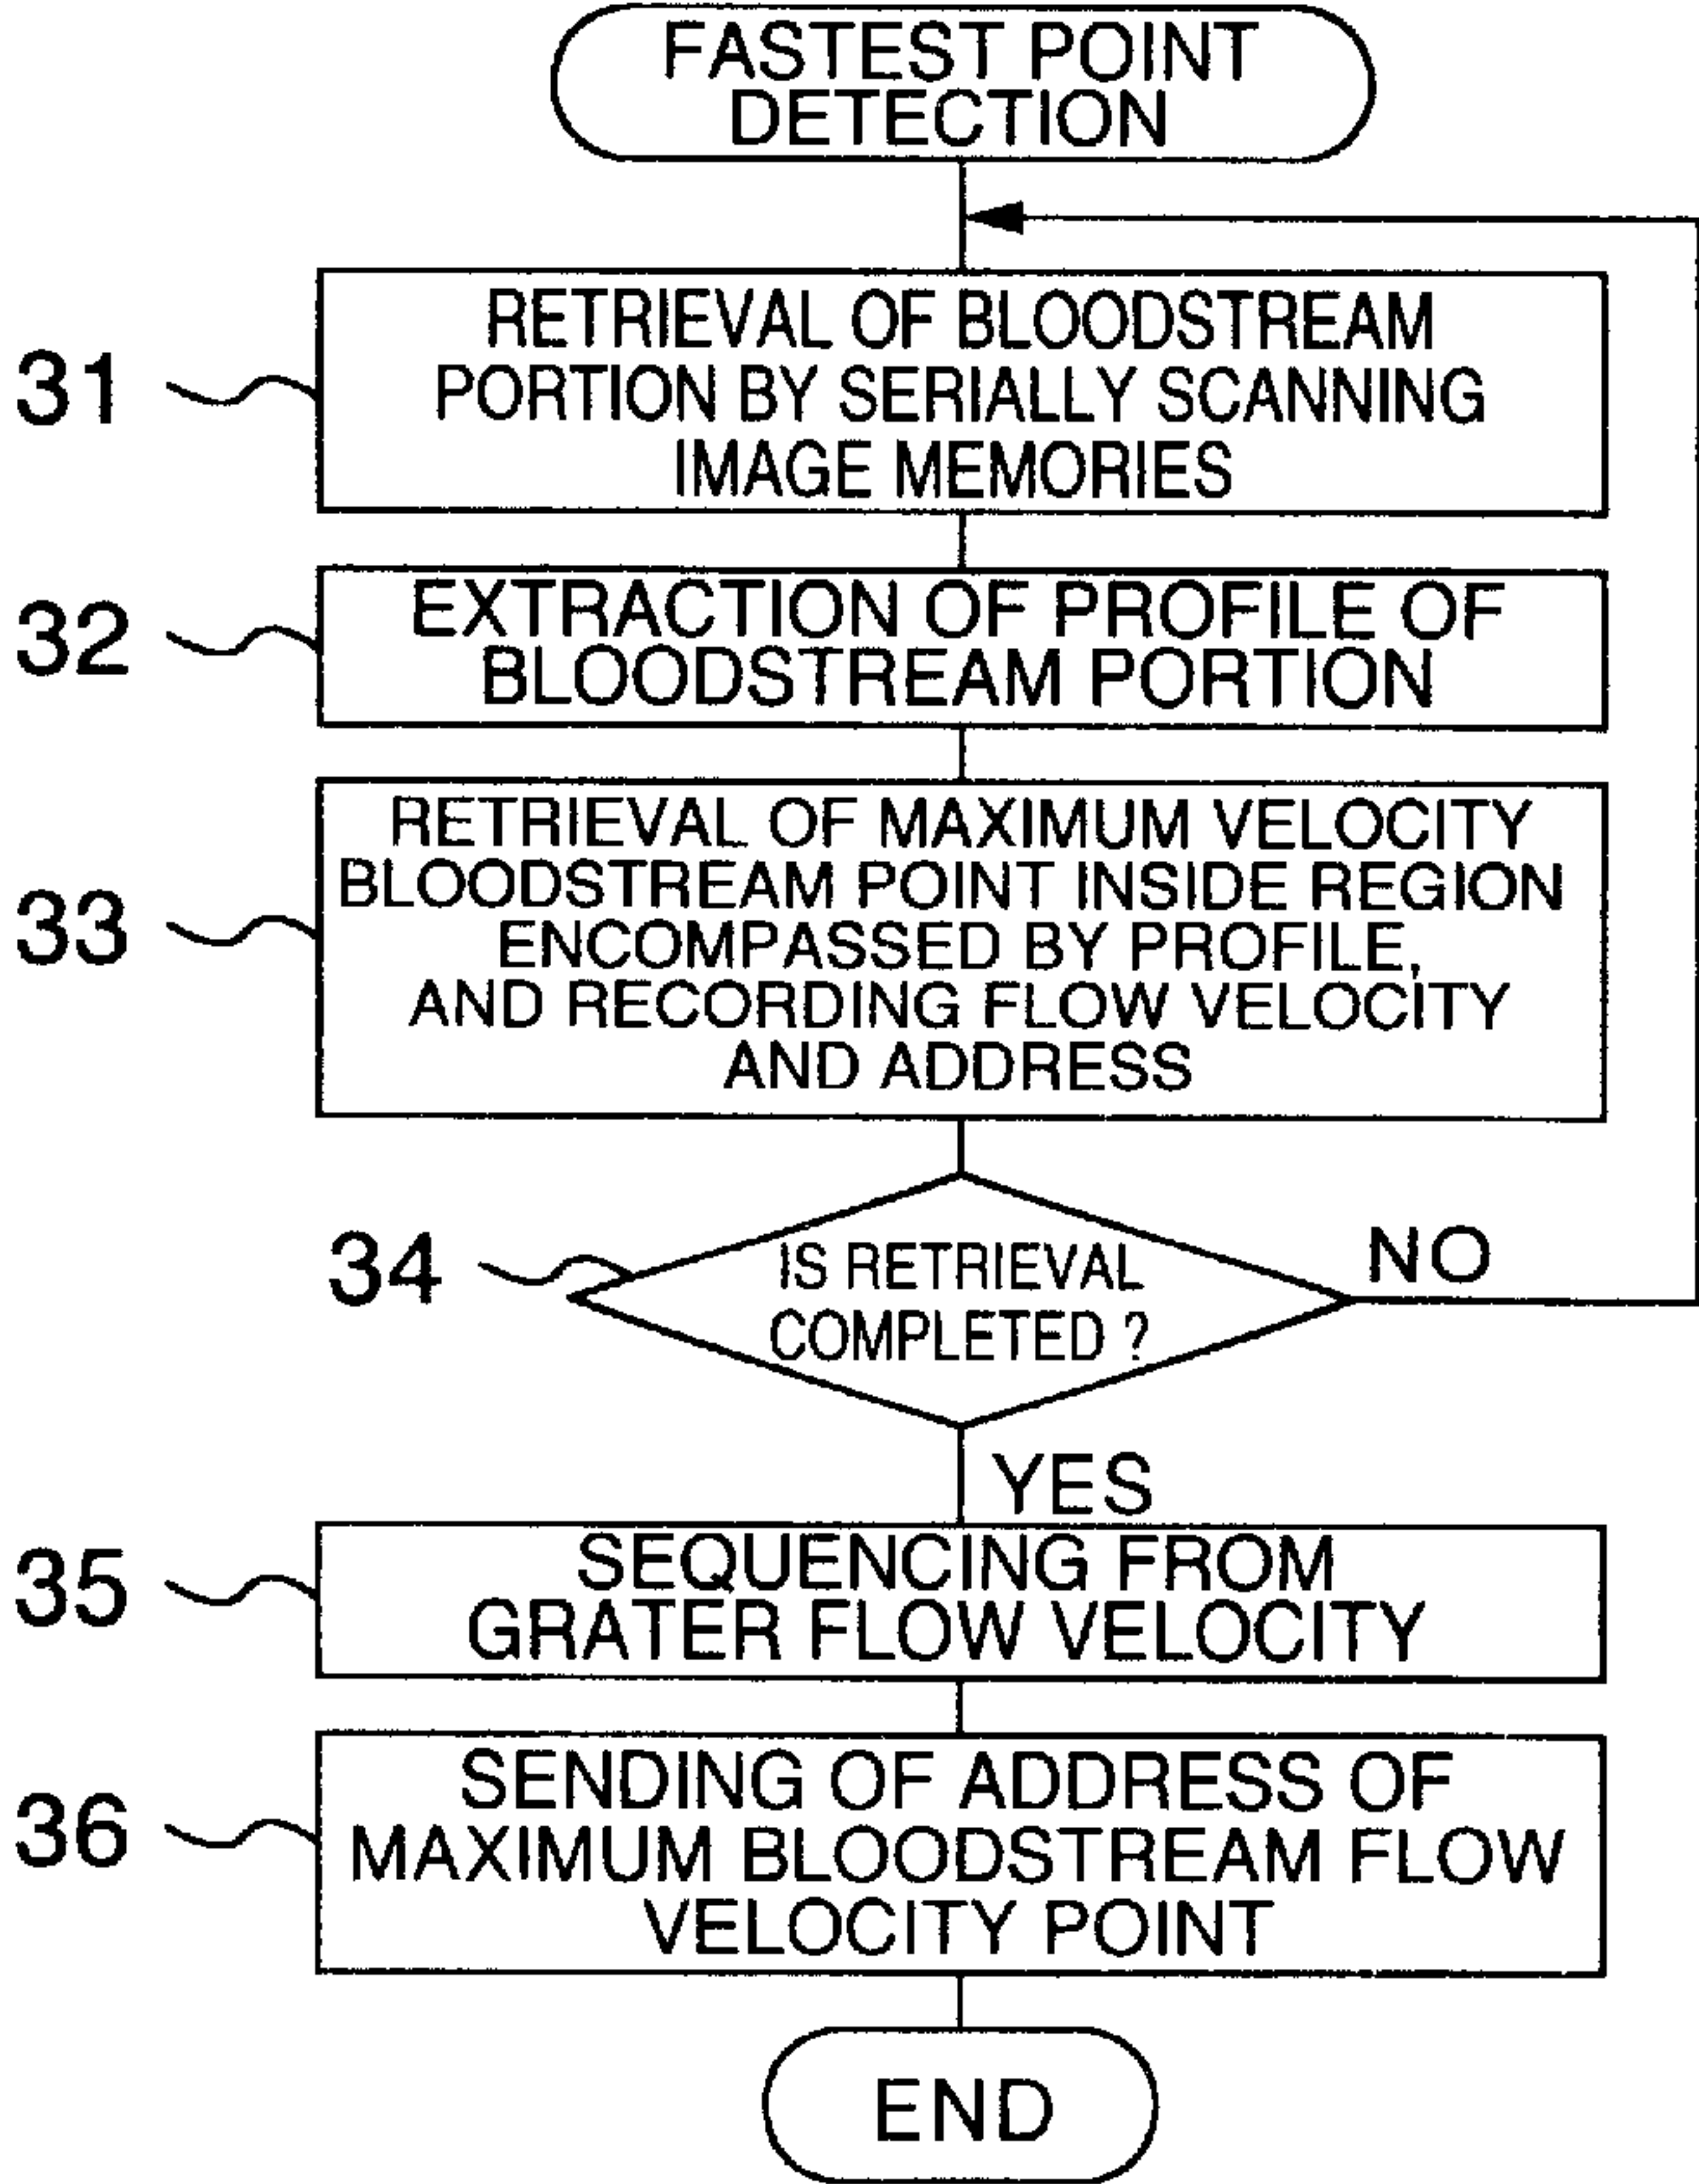 FASTEST POINT
DETECTION
31
RETRIEVAL OF BLOODSTREAM
PORTION BY SERIALLY SCANNING
IMAGE MEMORIES
32
EXTRACTION OF PROFILE OF
BLOODSTREAM PORTION
33
RETRIEVAL OF MAXIMUM VELOCITY
BLOODSTREAM POINT INSIDE REGION
ENCOMPASSED BY PROFILE,
AND RECORDING FLOW VELOCITY
AND ADDRESS
34
IS RETRIEVAL
COMPLETED ?
NO
YES
35
SEQUENCING FROM
GRATER FLOW VELOCITY
36
SENDING OF ADDRESS OF
MAXIMUM BLOODSTREAM FLOW
VELOCITY POINT
END